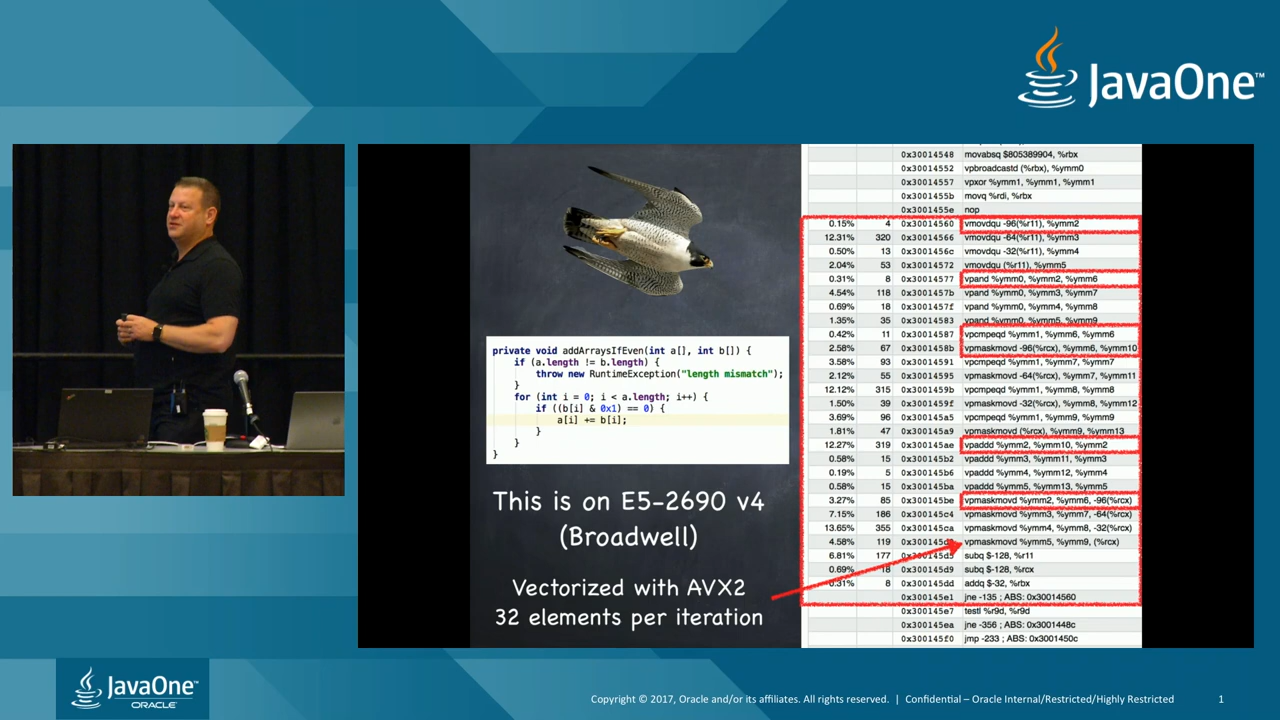 JavaOne™
private void addArraysIfEven(int a[], int b[]) {
if (a.length != b.length) {
throw new RuntimeException("length mismatch");
}
for (int i = 0; i < a.length; i++) {
if ((b[i] & 0x1) == 0) {
a[i] += b[i];
}
}
}
This is on E5-2690 v4
(Broadwell)
Vectorized with AVX2
32 elements per iteration
0x30014548 movabsq $805389904, %rbx
0x30014552 vpbroadcastd (%rbx), %ymm0
0x30014557 vpxor %ymm1, %ymm1, %ymm1
0x3001455b movq %rdi, %rbx
0x3001455e nop
0.15% 4 0x30014560 vmovdqu -96(%r11), %ymm2
12.31% 320 0x30014566 vmovdqu -64(%r11), %ymm3
0.50% 13 0x3001456c vmovdqu -32(%r11), %ymm4
2.04% 53 0x30014572 vmovdqu (%r11), %ymm5
0.31% 8 0x30014577 vpand %ymm0, %ymm2, %ymm6
4.54% 118 0x3001457b vpand %ymm0, %ymm3, %ymm7
0.69% 18 0x3001457f vpand %ymm0, %ymm4, %ymm8
1.35% 35 0x30014583 vpand %ymm0, %ymm5, %ymm9
0.42% 11 0x30014587 vpcmpeqd %ymm1, %ymm6, %ymm6
2.58% 67 0x3001458b vpmaskmovd -96(%rcx), %ymm6, %ymm10
3.58% 93 0x30014591 vpcmpeqd %ymm1, %ymm7, %ymm7
2.12% 55 0x30014595 vpmaskmovd -64(%rcx), %ymm7, %ymm11
12.12% 315 0x3001459b vpcmpeqd %ymm1, %ymm8, %ymm8
1.50% 39 0x3001459f vpmaskmovd -32(%rcx), %ymm8, %ymm12
3.69% 96 0x300145a5 vpcmpeqd %ymm1, %ymm9, %ymm9
1.81% 47 0x300145a9 vpmaskmovd (%rcx), %ymm9, %ymm13
12.27% 319 0x300145ae vpaddd %ymm2, %ymm10, %ymm2
0.58% 15 0x300145b2 vpaddd %ymm3, %ymm11, %ymm3
0.19% 5 0x300145b6 vpaddd %ymm4, %ymm12, %ymm4
0.58% 15 0x300145ba vpaddd %ymm5, %ymm13, %ymm5
3.27% 85 0x300145be vpmaskmovd %ymm2, %ymm6, -96(%rcx)
7.15% 186 0x300145c4 vpmaskmovd %ymm3, %ymm7, -64(%rcx)
13.65% 355 0x300145ca vpmaskmovd %ymm4, %ymm8, -32(%rcx)
4.58% 119 vpmaskmovd %ymm5, %ymm9, (%rcx)
6.81% 177 0x300145d5 subq $-128, %r11
0.69% 18 0x300145d9 subq $-128, %rcx
0.31% 8 0x300145dd addq $-32, %rbx
0x300145e1 jne -135 ; ABS: 0x30014560
0x300145e7 testl %r9d, %r9d
0x300145ea jne -356 ; ABS: 0x3001448c
0x300145f0 jmp -233 ; ABS: 0x3001450c
JavaOne™
ORACLE
Copyright © 2017, Oracle and/or its affiliates. All rights reserved. | Confidential – Oracle Internal/Restricted/Highly Restricted 1